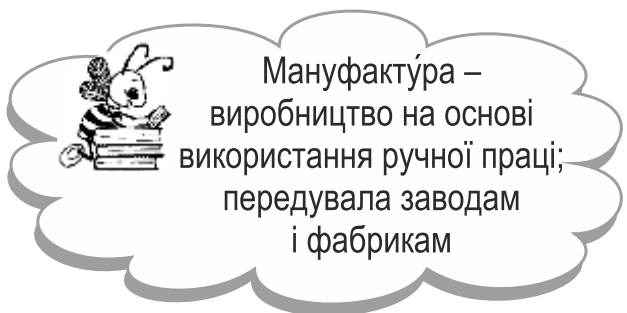 Мануфакту́ра –
виробництво на основі
використання ручної праці;
передувала заводам
і фабрикам